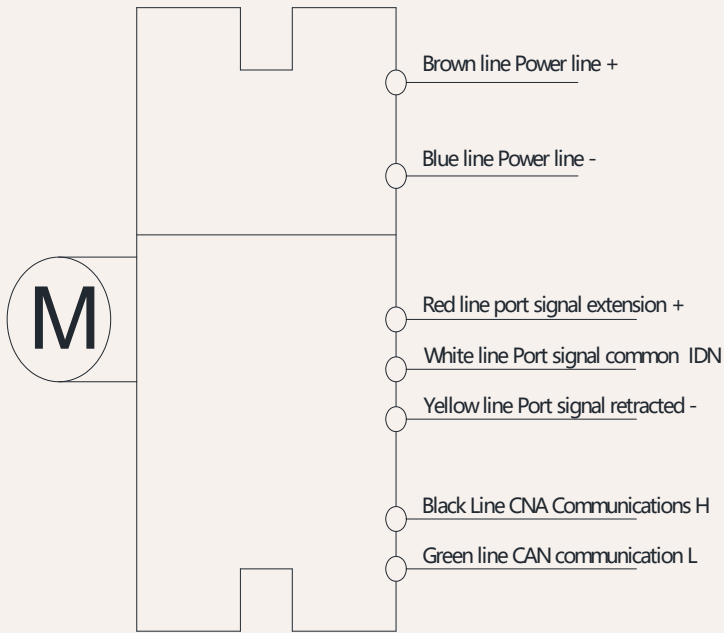 Brown line Power line +
Blue line Power line -
M
Red line port signal extension +
White line Port signal common IDN
Yellow line Port signal retracted -
Black Line CNA Communications H
Green line CAN communication L